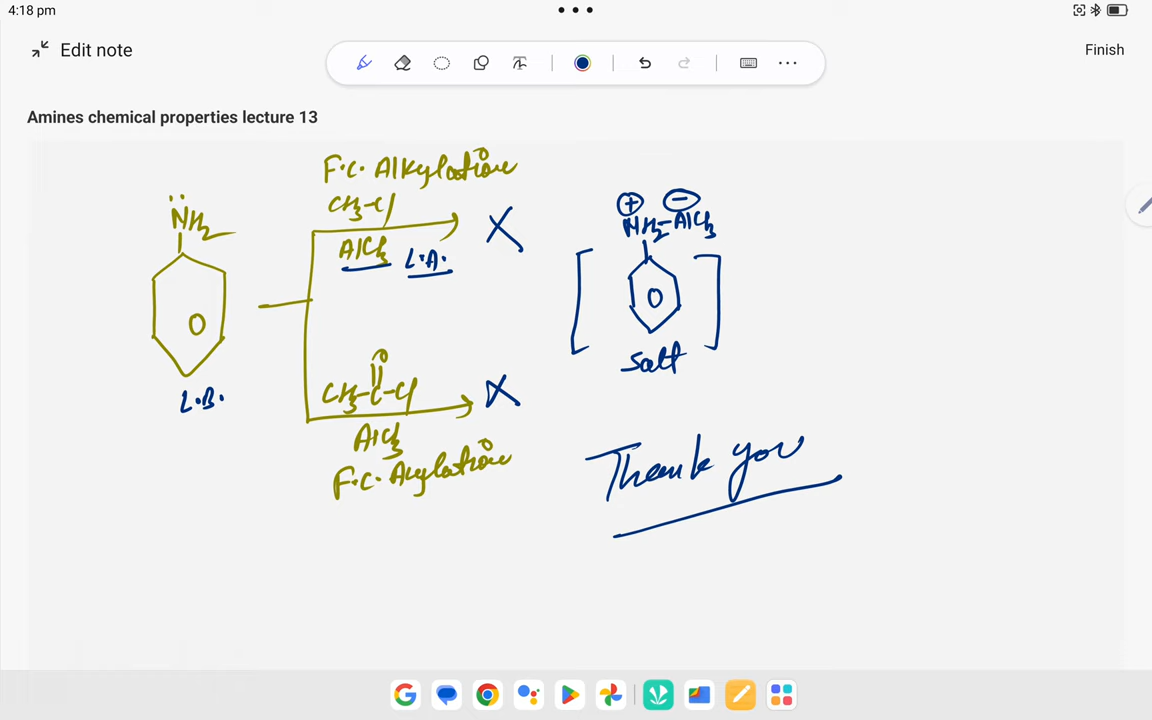 4:18 pm
Edit note
Finish
Amines chemical properties lecture 13
F.C. Alkylation
CH3-Cl
AlCl3 L.A.
X
N̈H2
L.B.
⊕ ⊖
NH2-AlCl3
Salt
O
CH3-C-Cl
AlCl3
X
F.C. Acylation
Thank you